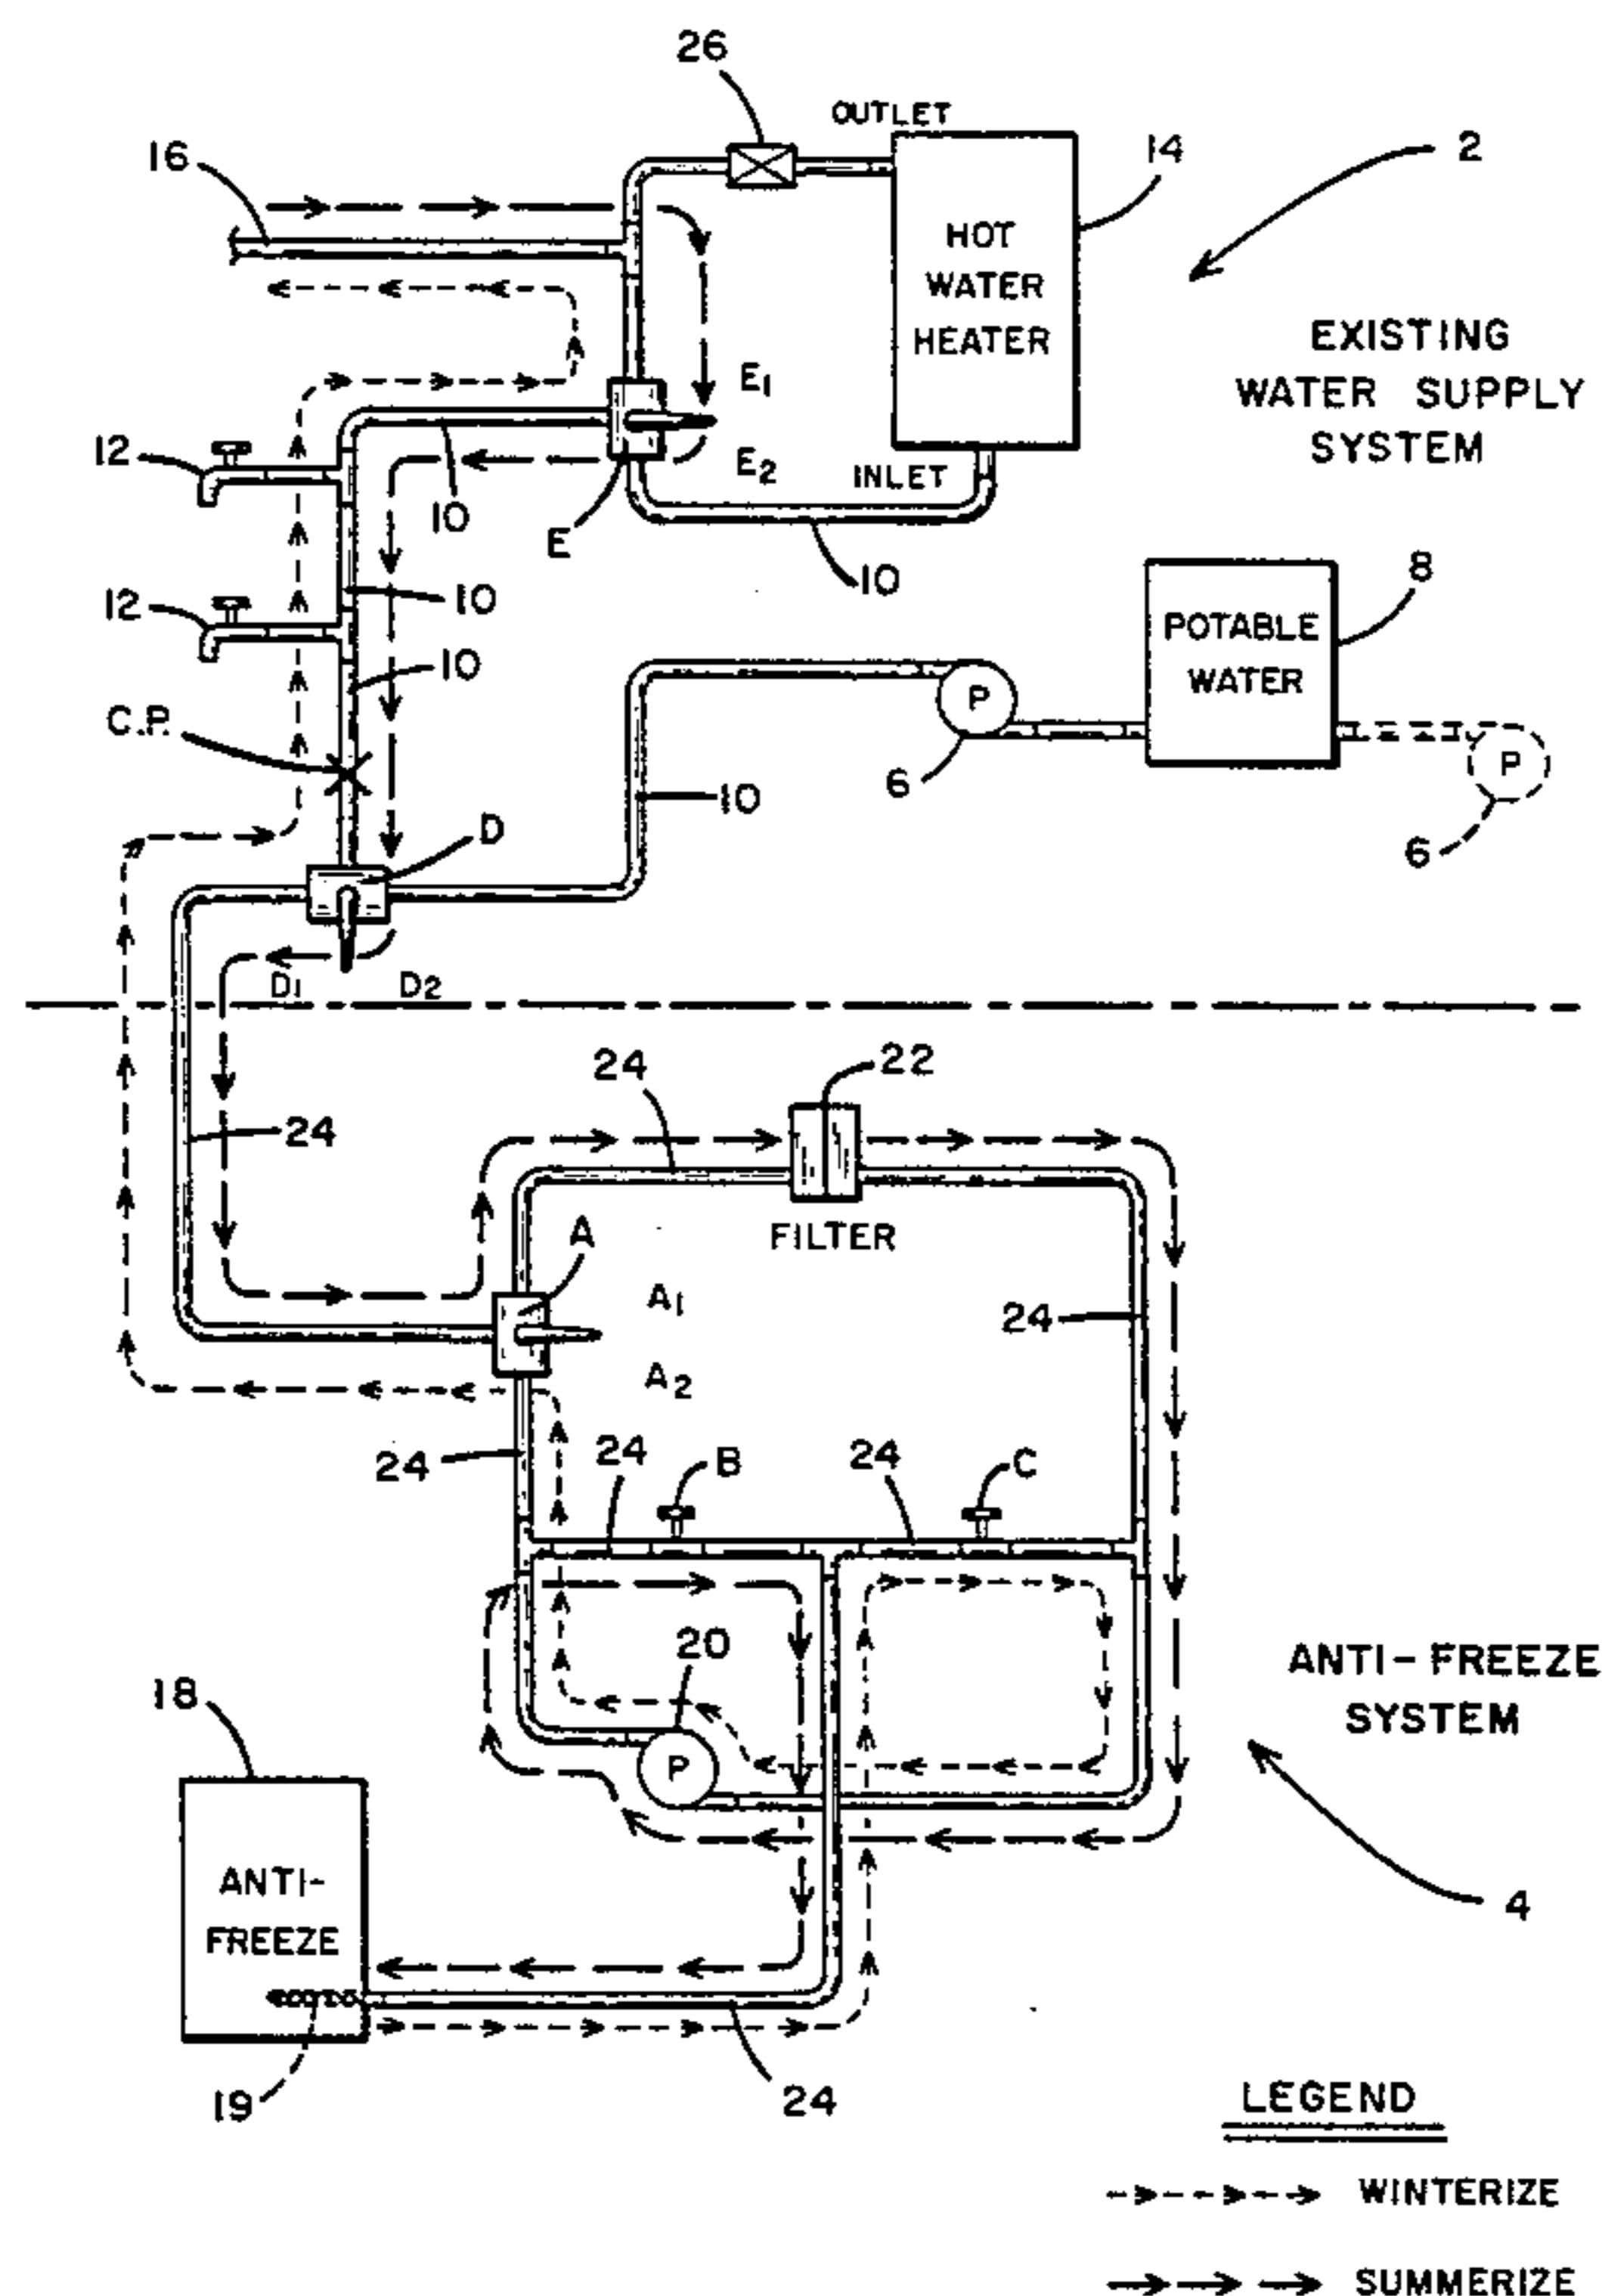 26
OUTLET
16
14
2
HOT
WATER
HEATER
EXISTING
WATER SUPPLY
SYSTEM
E1
12
10
E2
INLET
E
10
8
12
10
POTABLE
WATER
10
C.P.
P
6
10
P
6
D
D1
D2
24
22
24
A
FILTER
A1
24
A2
24
24
B
24
C
20
ANTI-FREEZE
SYSTEM
18
P
ANTI-
FREEZE
4
19
24
LEGEND
WINTERIZE
SUMMERIZE